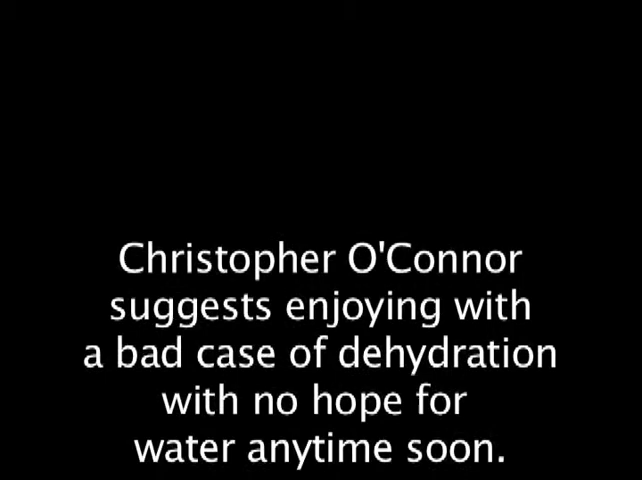 Christopher O'Connor
suggests enjoying with
a bad case of dehydration
with no hope for
water anytime soon.